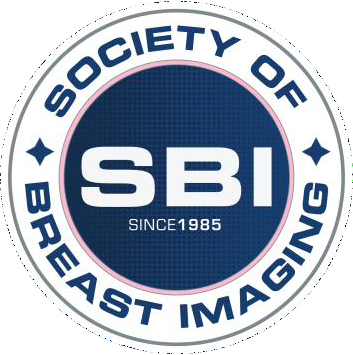 SOCIETY OF
SBI
SINCE1985
BREAST IMAGING